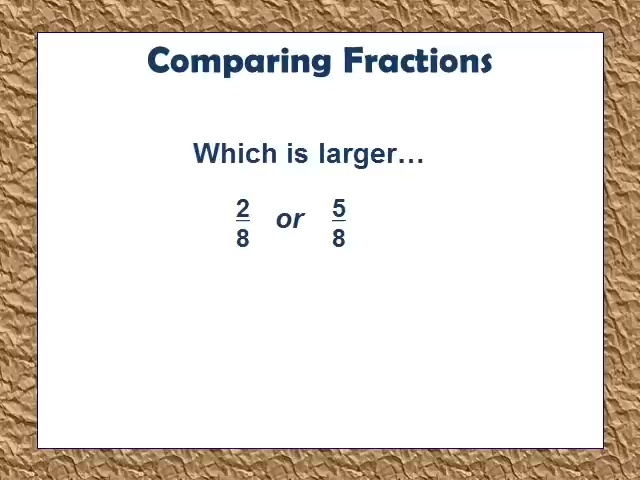 Comparing Fractions
Which is larger…
2/8 or 5/8